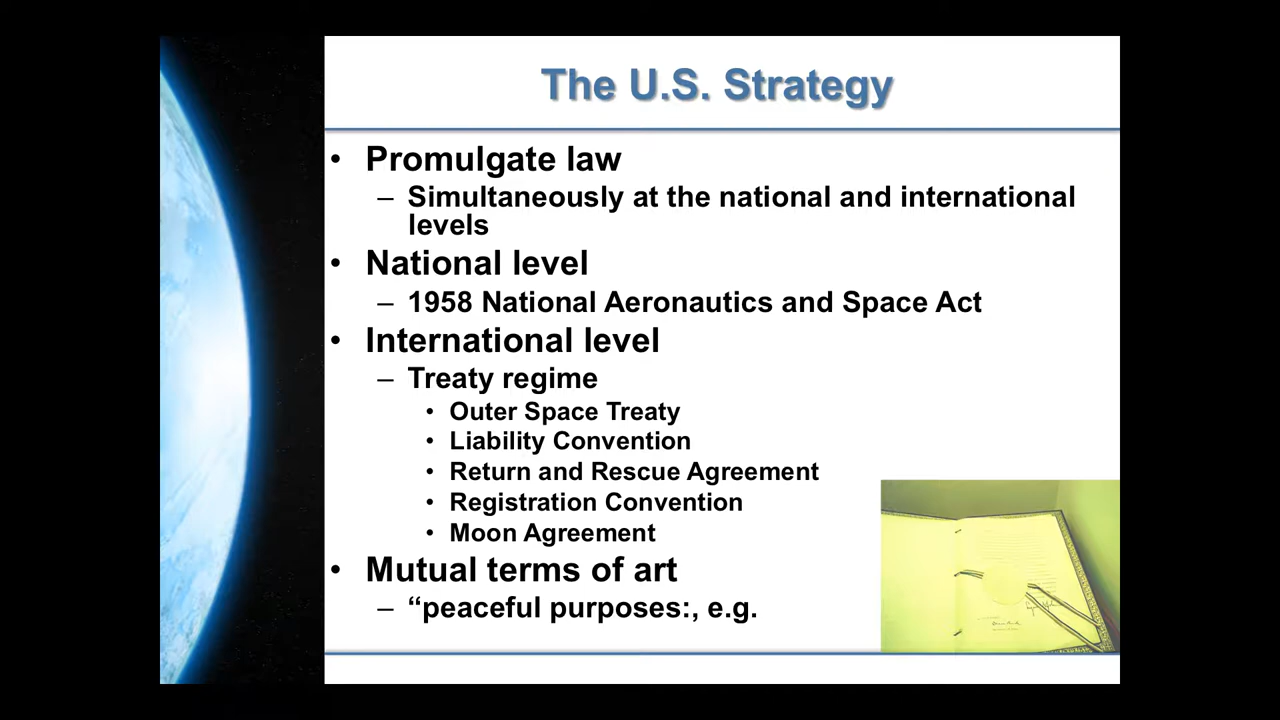 The U.S. Strategy
• Promulgate law
– Simultaneously at the national and international
levels
• National level
– 1958 National Aeronautics and Space Act
• International level
– Treaty regime
• Outer Space Treaty
• Liability Convention
• Return and Rescue Agreement
• Registration Convention
• Moon Agreement
• Mutual terms of art
– “peaceful purposes:, e.g.